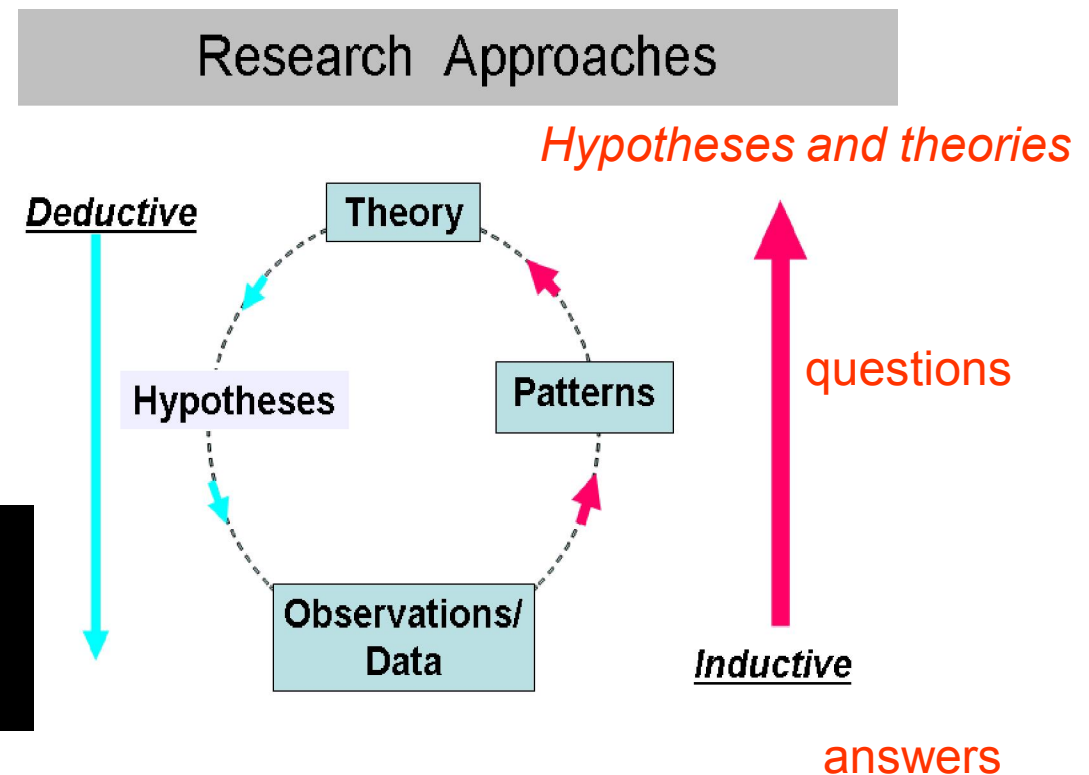 Research Approaches
Hypotheses and theories
Deductive
Theory
questions
Hypotheses
Patterns
Observations/
Data
Inductive
answers